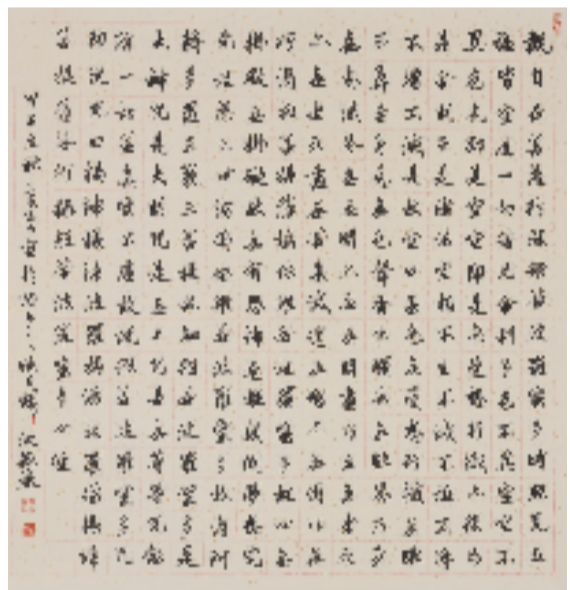 觀自在菩薩行深般若波羅蜜多時照見五
蘊皆空度一切苦厄舍利子色不異空空不
異色色即是空空即是色受想行識亦復如
是舍利子是諸法空相不生不滅不垢不淨
不增不減是故空中無色無受想行識無眼
耳鼻舌身意無色聲香味觸法無眼界乃至
無意識界無無明亦無無明盡乃至無老死
亦無老死盡無苦集滅道無智亦無得以無
所得故菩提薩埵依般若波羅蜜多故心無
掛礙無掛礙故無有恐怖遠離顛倒夢想究
竟涅槃三世諸佛依般若波羅蜜多故得阿
耨多羅三藐三菩提故知般若波羅蜜多是
大神咒是大明咒是無上咒是無等等咒能
除一切苦真實不虛故說般若波羅蜜多咒
即說咒曰揭諦揭諦波羅揭諦波羅僧揭諦
菩提薩婆訶般若波羅蜜多心經